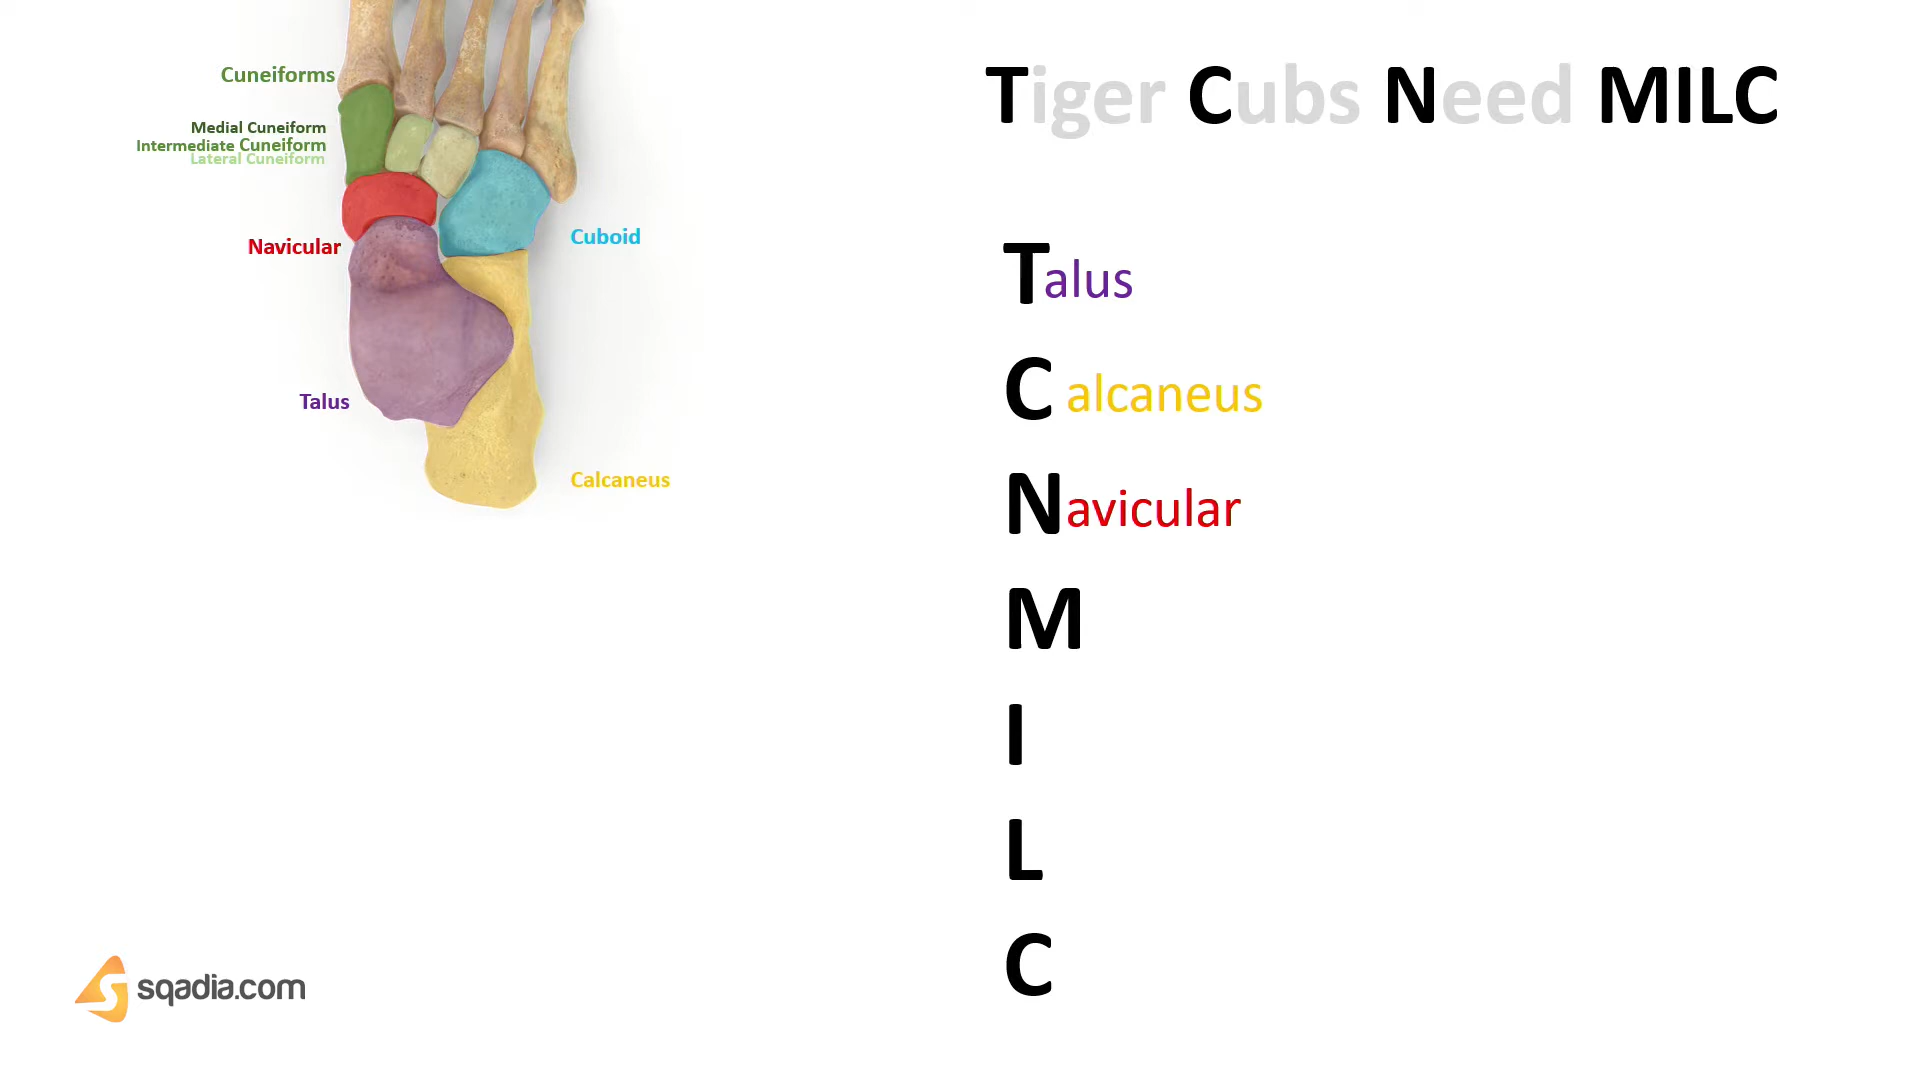 Cuneiforms
Medial Cuneiform
Intermediate Cuneiform
Lateral Cuneiform
Navicular
Cuboid
Talus
Calcaneus
Tiger Cubs Need MILC
Talus
C alcaneus
Navicular
M
I
L
C
sqadia.com